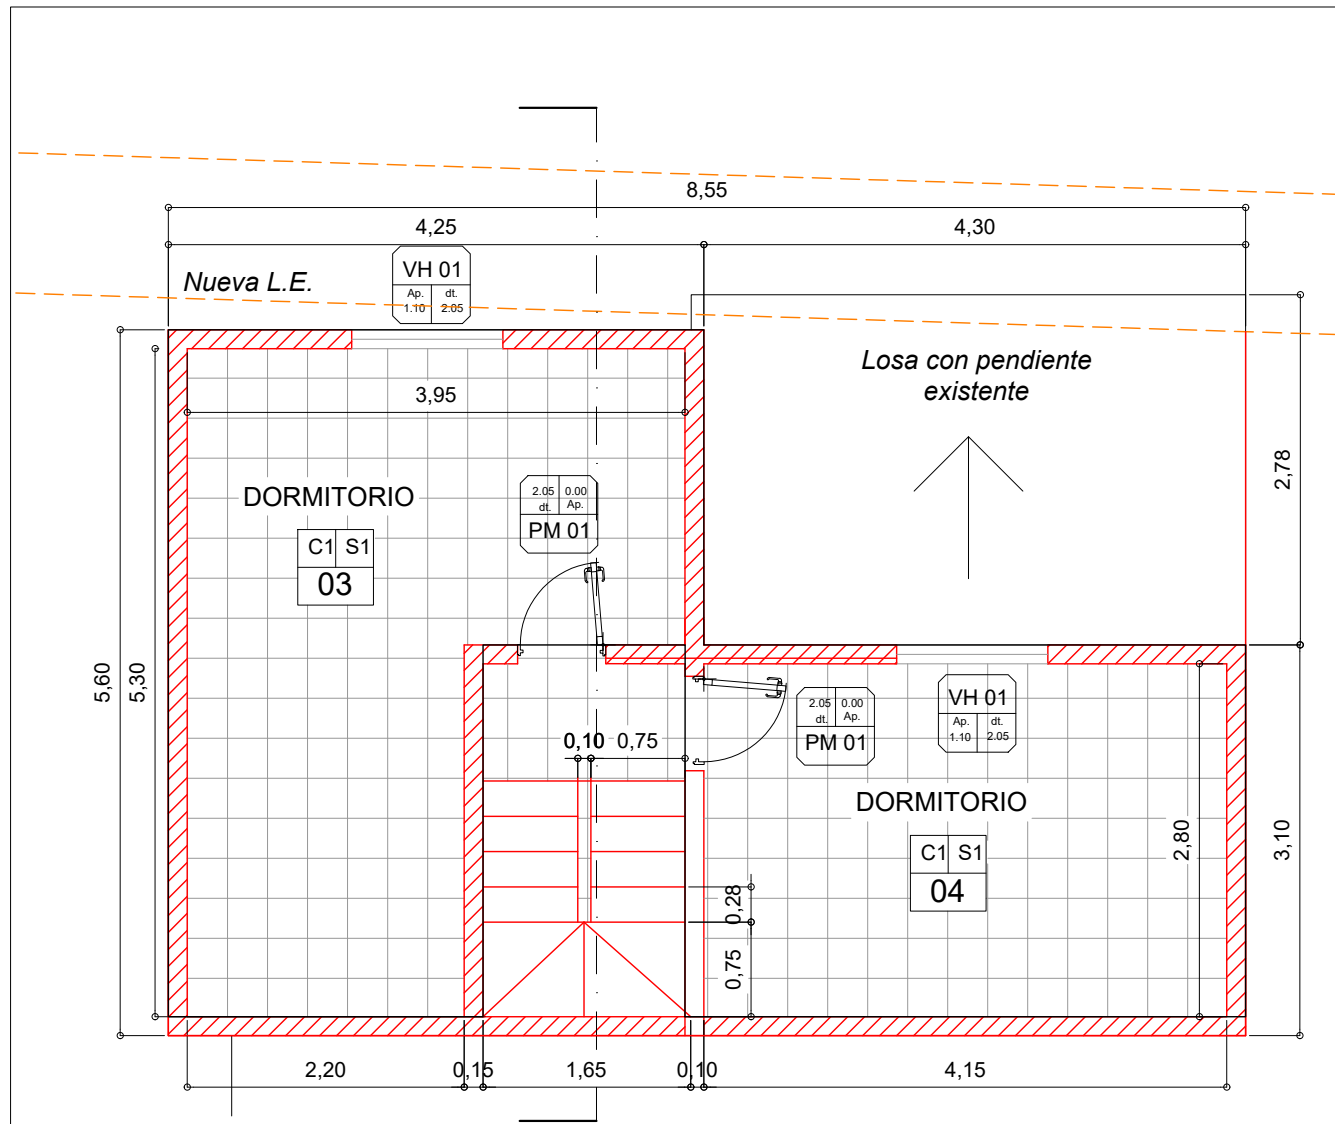 8,55
4,25
4,30
Nueva L.E.
VH 01
Ap.
dt.
1.10
2.05
Losa con pendiente
existente
3,95
2,78
DORMITORIO
C1
S1
03
2.05
0.00
dt.
Ap.
PM 01
5,60
5,30
2.05
0.00
dt.
Ap.
PM 01
VH 01
Ap.
dt.
1.10
2.05
0,10
0,75
DORMITORIO
C1
S1
04
2,80
3,10
0,28
0,75
2,20
0,15
1,65
0,10
4,15